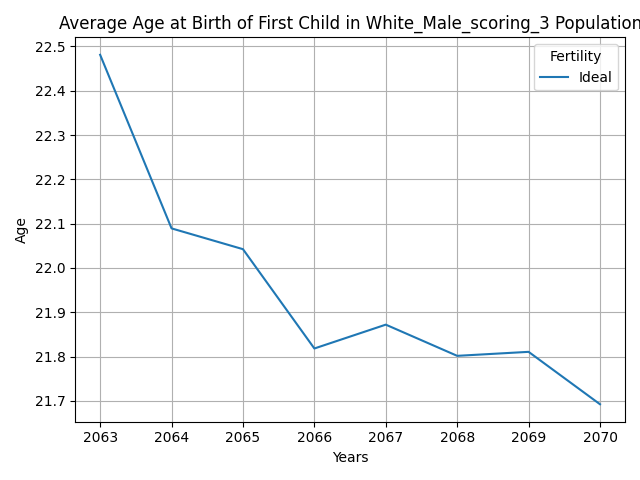 Average Age at Birth of First Child in White_Male_scoring_3 Population
Fertility
Ideal
22.5
22.4
22.3
22.2
22.1
22.0
21.9
21.8
21.7
Age
2063 2064 2065 2066 2067 2068 2069 2070
Years